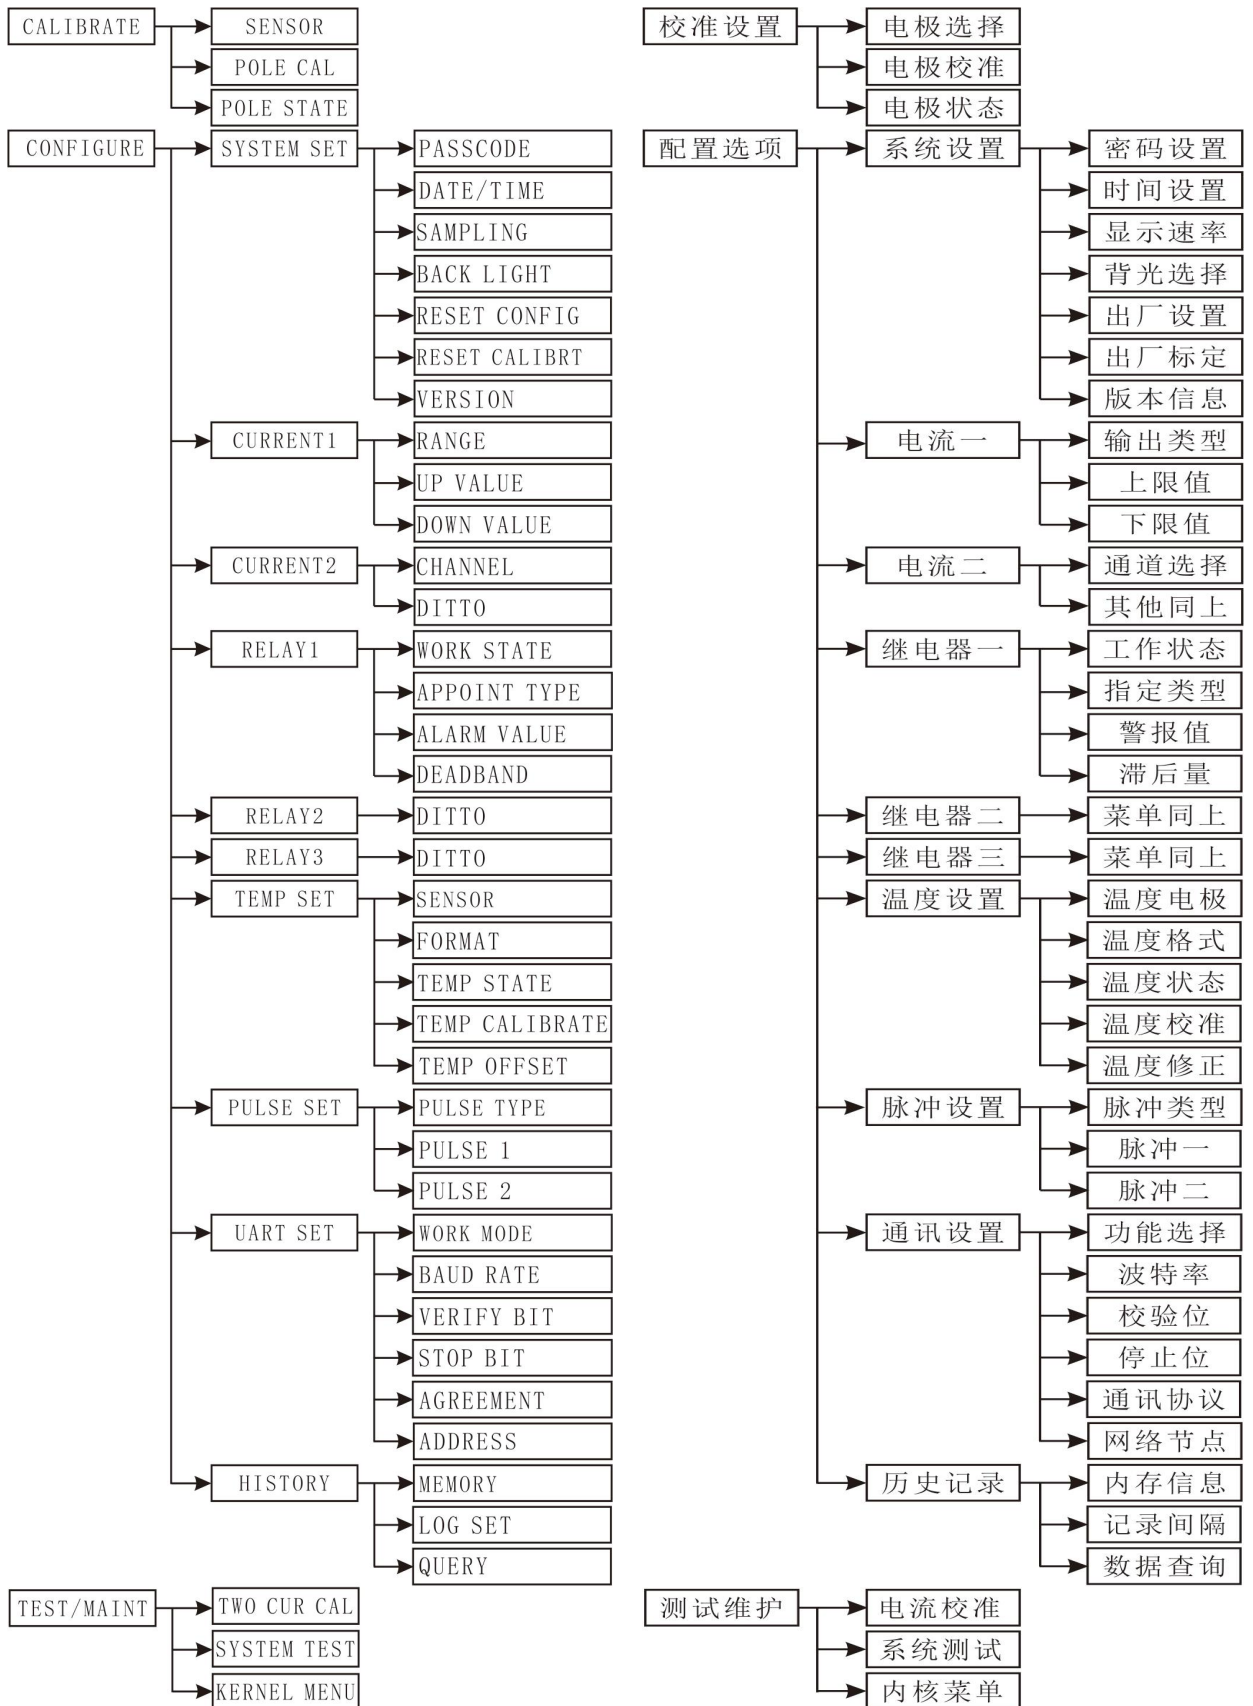 CALIBRATE SENSOR 校准设置 电极选择
POLE CAL 电极校准
POLE STATE 电极状态
CONFIGURE SYSTEM SET PASSCODE 配置选项 系统设置 密码设置
DATE/TIME 时间设置
SAMPLING 显示速率
BACK LIGHT 背光选择
RESET CONFIG 出厂设置
RESET CALIBRT 出厂标定
VERSION 版本信息
CURRENT1 RANGE 电流一 输出类型
UP VALUE 上限值
DOWN VALUE 下限值
CURRENT2 CHANNEL 电流二 通道选择
DITTO 其他同上
RELAY1 WORK STATE 继电器一 工作状态
APPOINT TYPE 指定类型
ALARM VALUE 警报值
DEADBAND 滞后量
RELAY2 DITTO 继电器二 菜单同上
RELAY3 DITTO 继电器三 菜单同上
TEMP SET SENSOR 温度设置 温度电极
FORMAT 温度格式
TEMP STATE 温度状态
TEMP CALIBRATE 温度校准
TEMP OFFSET 温度修正
PULSE SET PULSE TYPE 脉冲设置 脉冲类型
PULSE 1 脉冲一
PULSE 2 脉冲二
UART SET WORK MODE 通讯设置 功能选择
BAUD RATE 波特率
VERIFY BIT 校验位
STOP BIT 停止位
AGREEMENT 通讯协议
ADDRESS 网络节点
HISTORY MEMORY 历史记录 内存信息
LOG SET 记录间隔
QUERY 数据查询
TEST/MAINT TWO CUR CAL 测试维护 电流校准
SYSTEM TEST 系统测试
KERNEL MENU 内核菜单